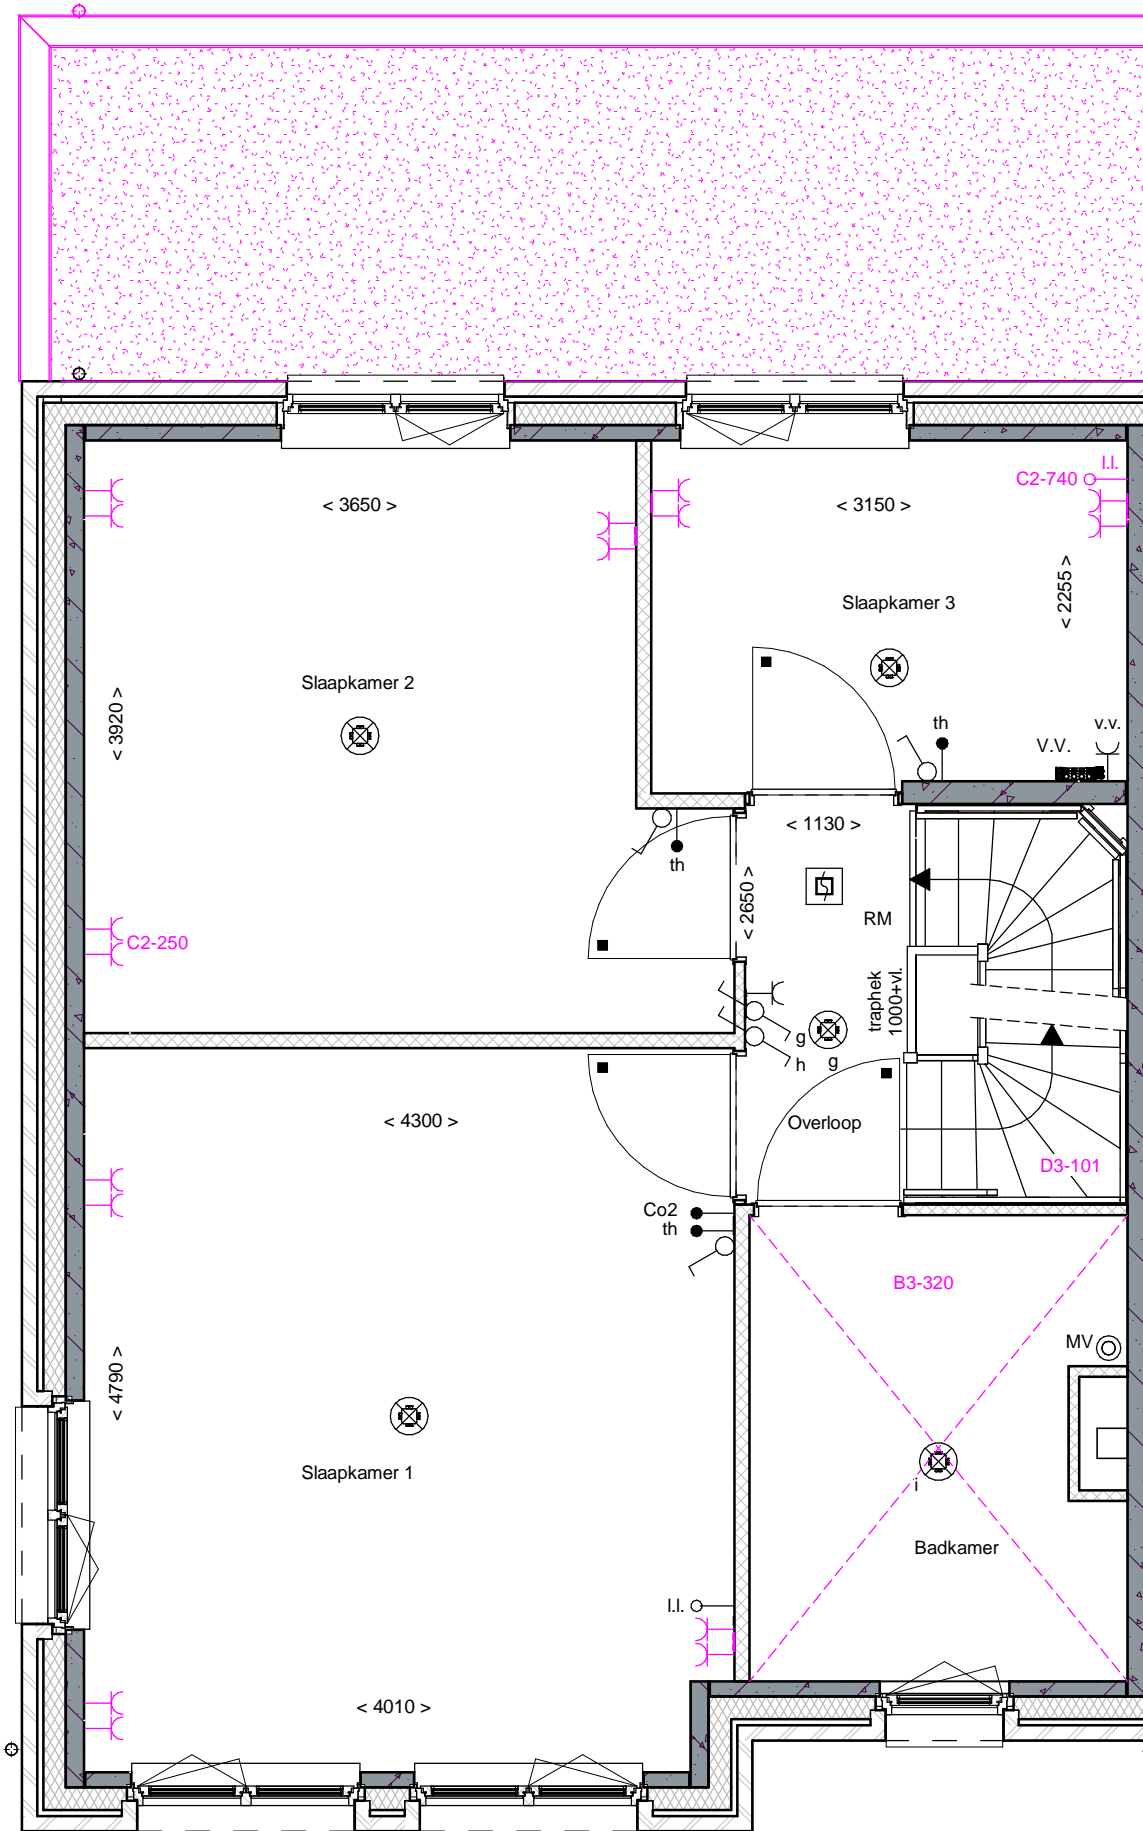 l.l.
C2-740
< 3650 >
< 3150 >
< 2255 >
Slaapkamer 3
Slaapkamer 2
< 3920 >
th
v.v.
V.V.
< 1130 >
th
< 2650 >
RM
C2-250
traphek
1000+vl.
g
h
g
< 4300 >
Overloop
D3-101
Co2
th
B3-320
MV
< 4790 >
Slaapkamer 1
i
Badkamer
l.l.
< 4010 >